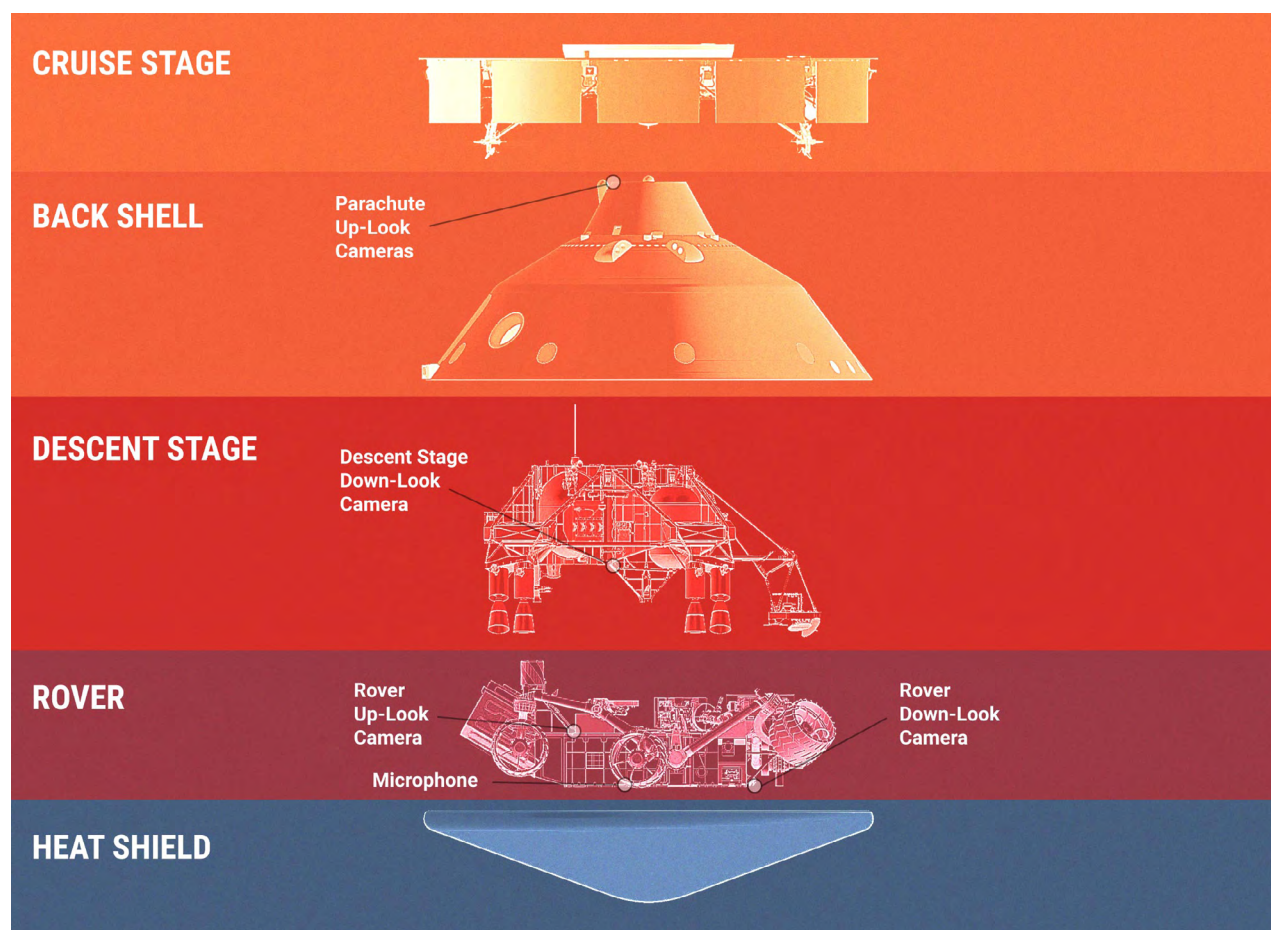 CRUISE STAGE
BACK SHELL
Parachute
Up-Look
Cameras
DESCENT STAGE
Descent Stage
Down-Look
Camera
ROVER
Rover
Up-Look
Camera
Microphone
Rover
Down-Look
Camera
HEAT SHIELD